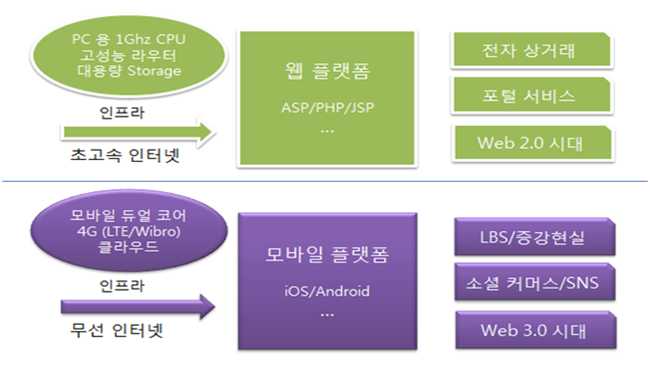 PC 용 1Ghz CPU
고성능 라우터
대용량 Storage
인프라
초고속 인터넷
웹 플랫폼
ASP/PHP/JSP
...
전자 상거래
포털 서비스
Web 2.0 시대
모바일 듀얼 코어
4G (LTE/Wibro)
클라우드
인프라
무선 인터넷
모바일 플랫폼
iOS/Android
...
LBS/증강현실
소셜 커머스/SNS
Web 3.0 시대